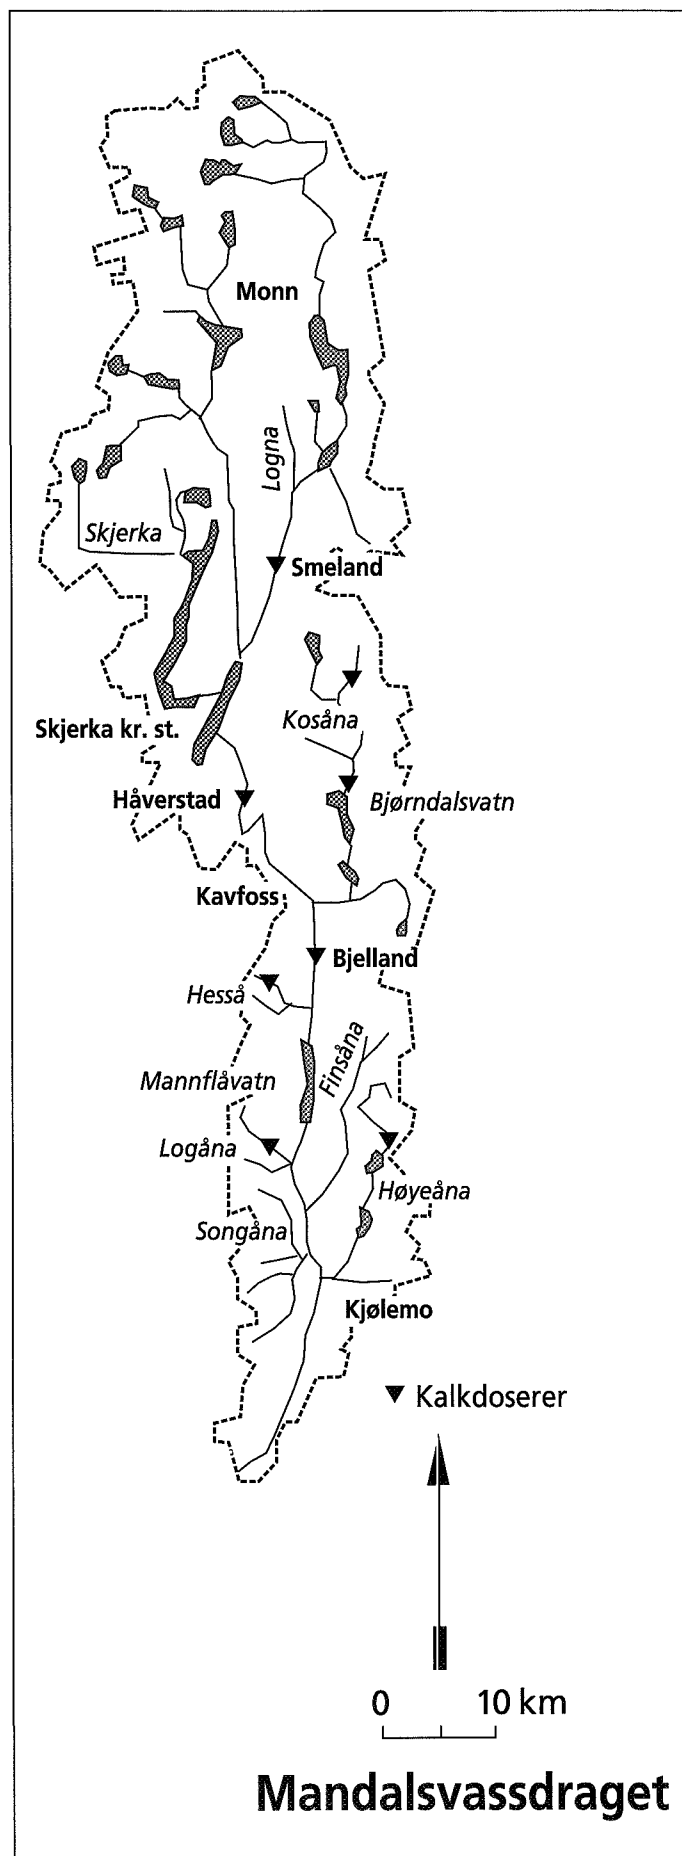 Monn
Logna
Skjerka
Smeland
Kosåna
Skjerka kr. st.
Håverstad
Bjørndalsvatn
Kavfoss
Bjelland
Hesså
Finsåna
Mannflåvatn
Logåna
Høyeåna
Songåna
Kjølemo
Kalkdoserer
0 10 km
Mandalsvassdraget